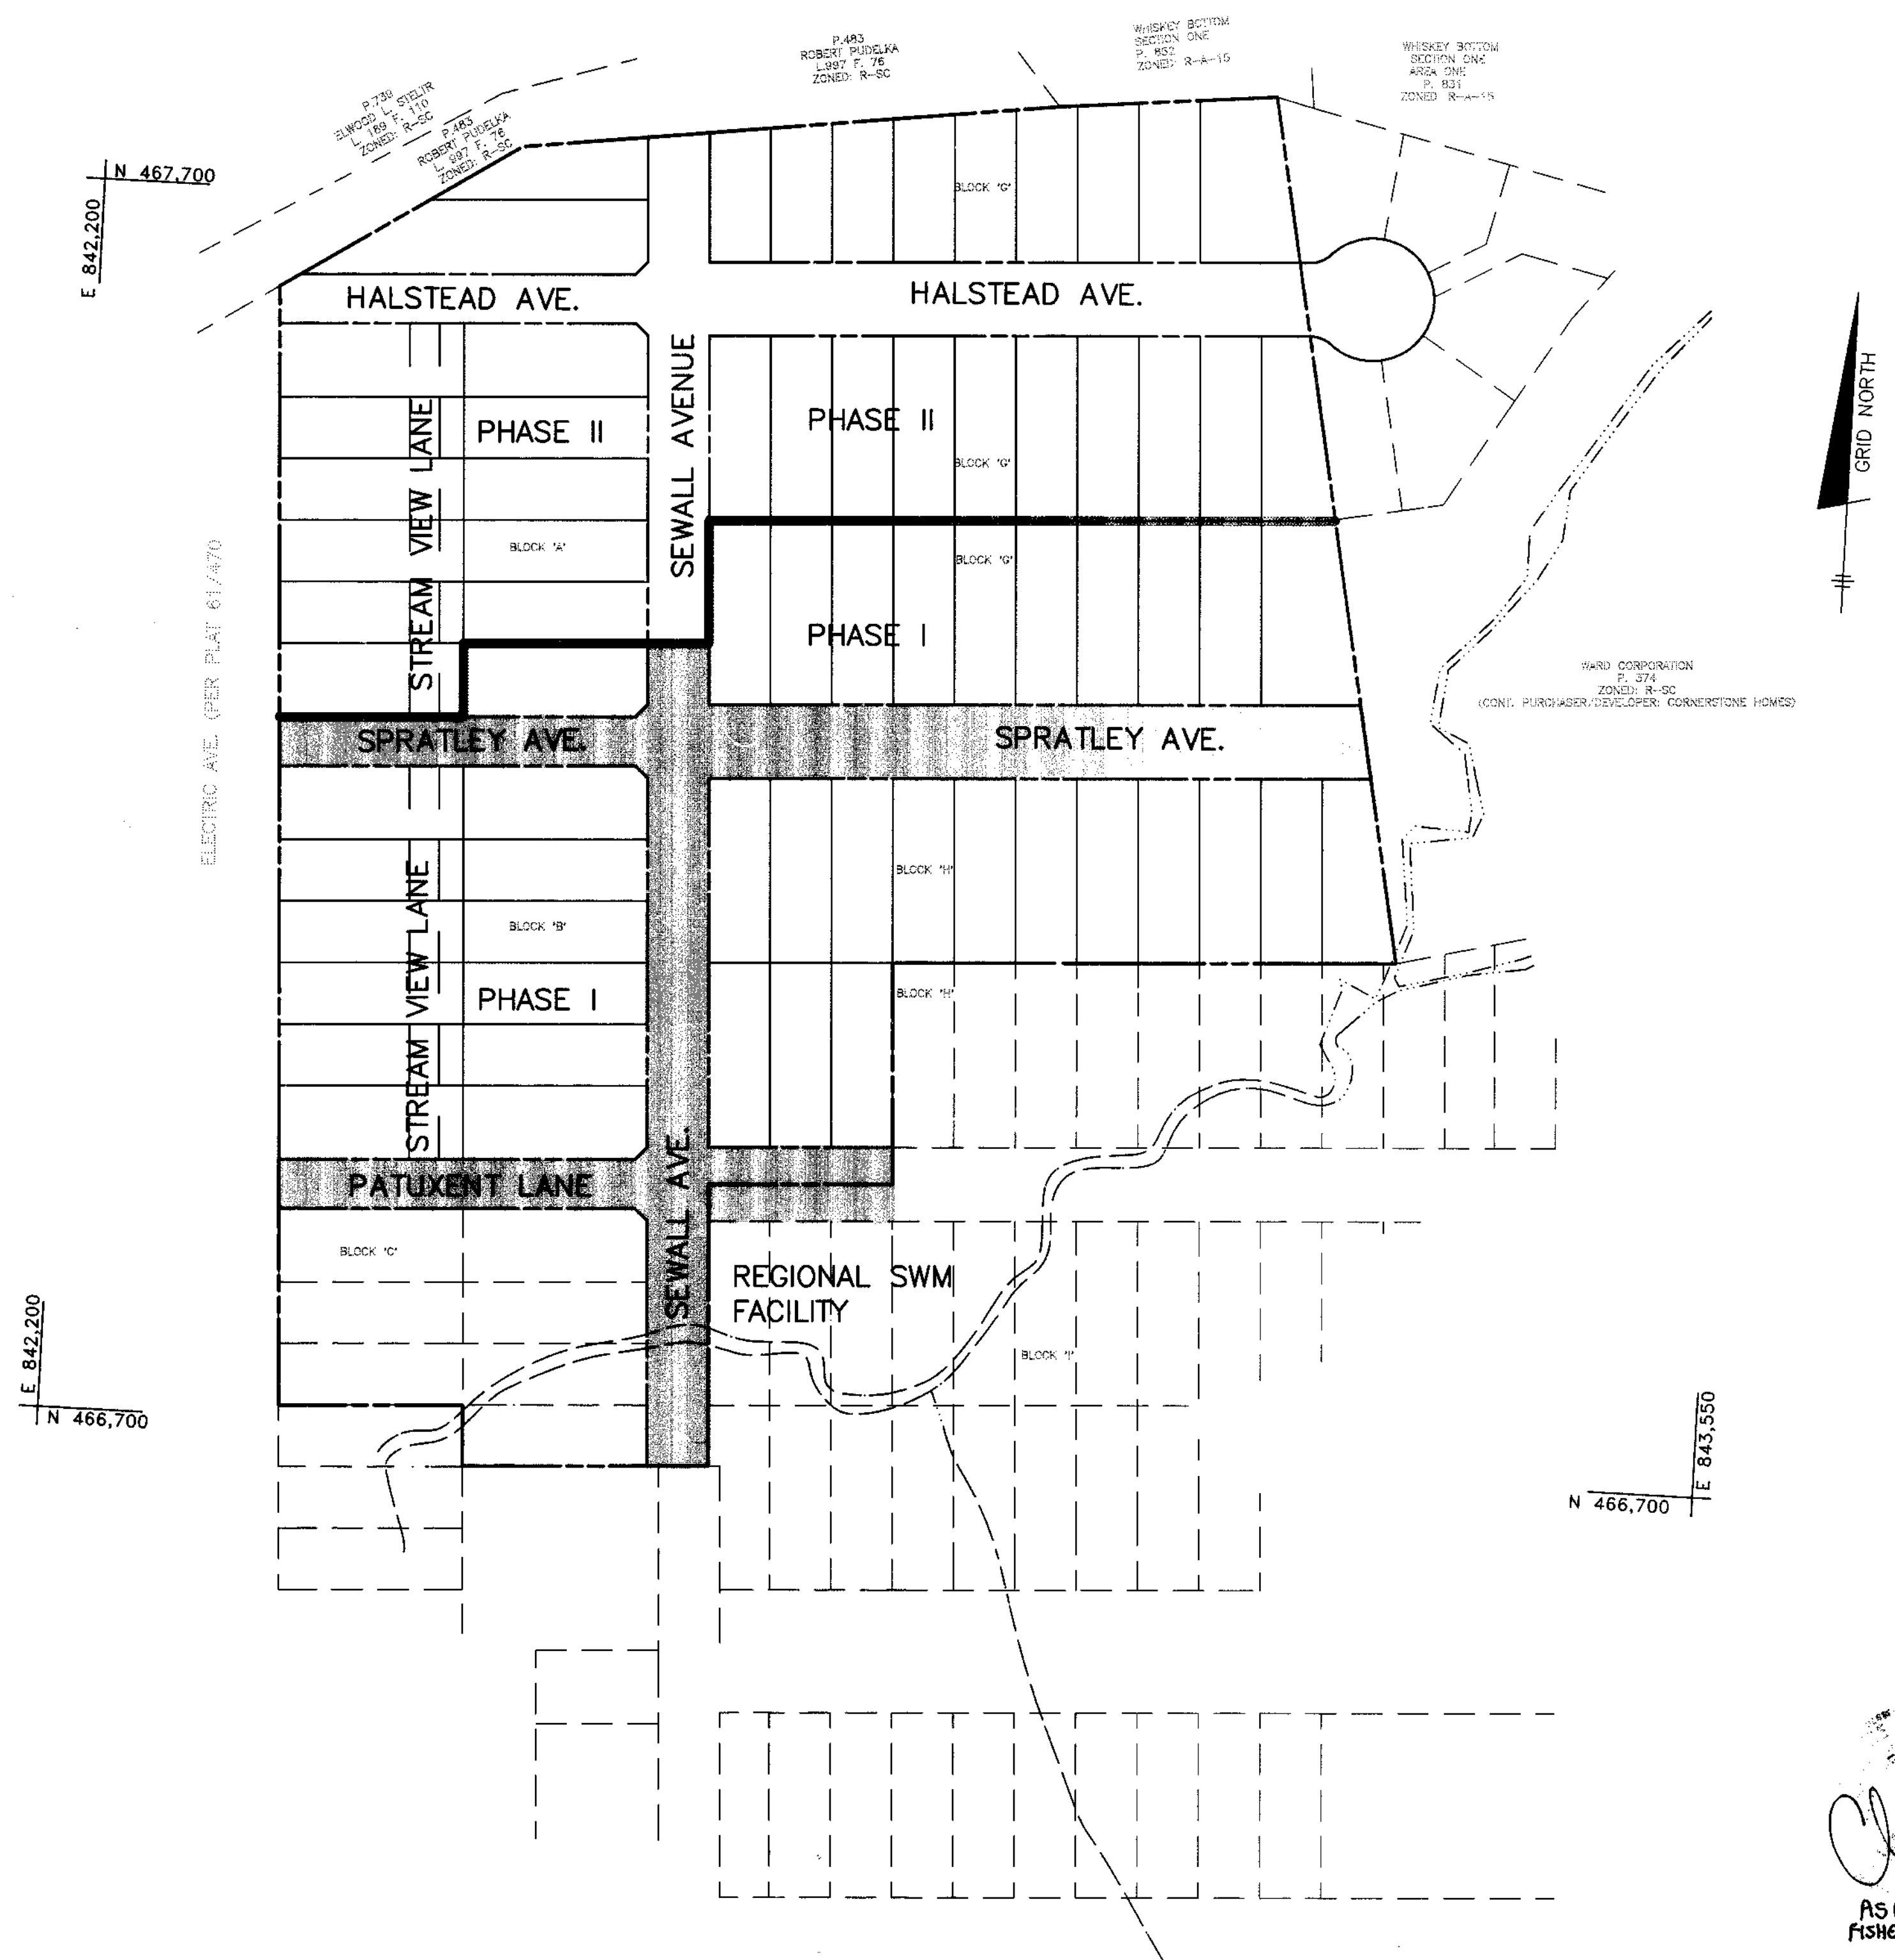 P.483
ROBERT PUDELKA
L.997 F. 76
ZONED: R-SC
WHISKEY BOTTOM
SECTION ONE
P. 852
ZONED: R-A-15
WHISKEY BOTTOM
SECTION ONE
AREA ONE
P. 831
ZONED R-A-15
P.739
ELWOOD L. STELTR
L. 189 F. 110
ZONED: R-SC
P.483
ROBERT PUDELKA
L. 997 F. 76
ZONED: R-SC
N 467,700
E 842,200
BLOCK 'G'
HALSTEAD AVE.
HALSTEAD AVE.
SEWALL AVENUE
GRID NORTH
STREAM VIEW LANE
PHASE II
PHASE II
BLOCK 'G'
BLOCK 'A'
BLOCK 'G'
ELECTRIC AVE. (PER PLAT 61/470)
PHASE I
WARD CORPORATION
P. 374
ZONED: R-SC
(CONT. PURCHASER/DEVELOPER: CORNERSTONE HOMES)
SPRATLEY AVE.
SPRATLEY AVE.
STREAM VIEW LANE
BLOCK 'H'
BLOCK 'B'
PHASE I
BLOCK 'H'
PATUXENT LANE
SEWALL AVE.
BLOCK 'C'
REGIONAL SWM
FACILITY
BLOCK 'I'
E 842,200
N 466,700
E 843,550
N 466,700
AS
FISHE